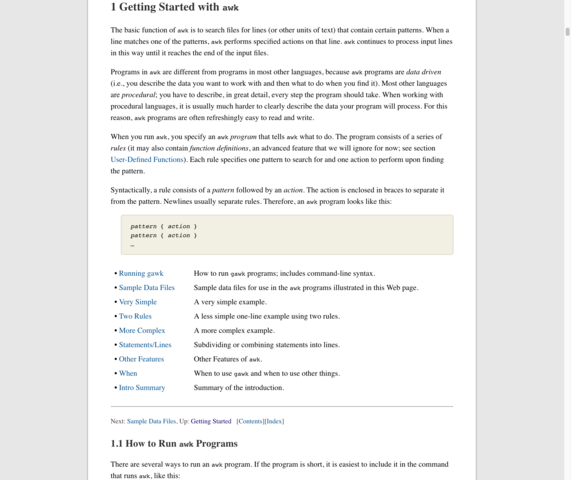 1 Getting Started with awk
The basic function of awk is to search files for lines (or other units of text) that contain certain patterns. When a
line matches one of the patterns, awk performs specified actions on that line. awk continues to process input lines
in this way until it reaches the end of the input files.
Programs in awk are different from programs in most other languages, because awk programs are data driven
(i.e., you describe the data you want to work with and then what to do when you find it). Most other languages
are procedural; you have to describe, in great detail, every step the program should take. When working with
procedural languages, it is usually much harder to clearly describe the data your program will process. For this
reason, awk programs are often refreshingly easy to read and write.
When you run awk, you specify an awk program that tells awk what to do. The program consists of a series of
rules (it may also contain function definitions, an advanced feature that we will ignore for now; see section
User-Defined Functions). Each rule specifies one pattern to search for and one action to perform upon finding
the pattern.
Syntactically, a rule consists of a pattern followed by an action. The action is enclosed in braces to separate it
from the pattern. Newlines usually separate rules. Therefore, an awk program looks like this:
pattern { action }
pattern { action }
…
• Running gawk How to run gawk programs; includes command-line syntax.
• Sample Data Files Sample data files for use in the awk programs illustrated in this Web page.
• Very Simple A very simple example.
• Two Rules A less simple one-line example using two rules.
• More Complex A more complex example.
• Statements/Lines Subdividing or combining statements into lines.
• Other Features Other Features of awk.
• When When to use gawk and when to use other things.
• Intro Summary Summary of the introduction.
Next: Sample Data Files, Up: Getting Started [Contents][Index]
1.1 How to Run awk Programs
There are several ways to run an awk program. If the program is short, it is easiest to include it in the command
that runs awk, like this: